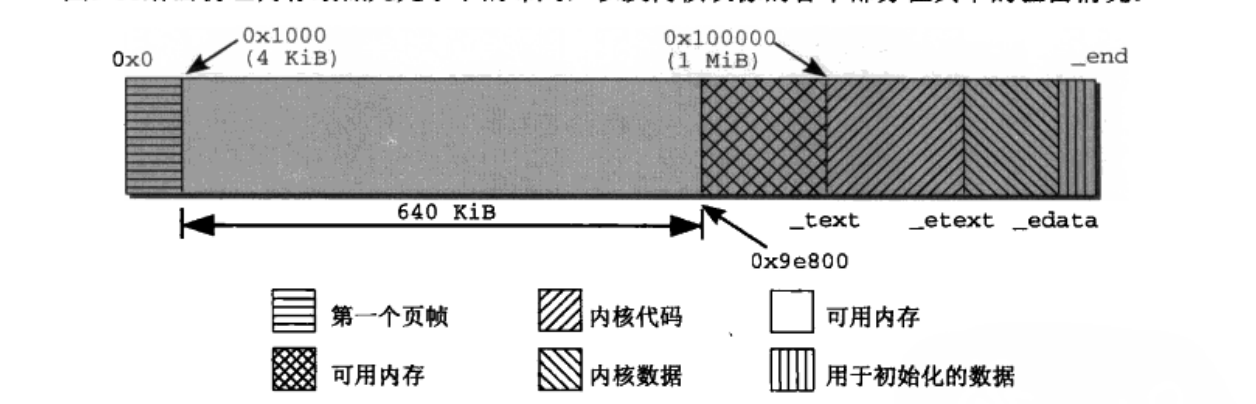 0x0
0x1000
(4 KiB)
0x100000
(1 MiB)
_end
640 KiB
_text
_etext
_edata
0x9e800
第一个页帧
内核代码
可用内存
可用内存
内核数据
用于初始化的数据